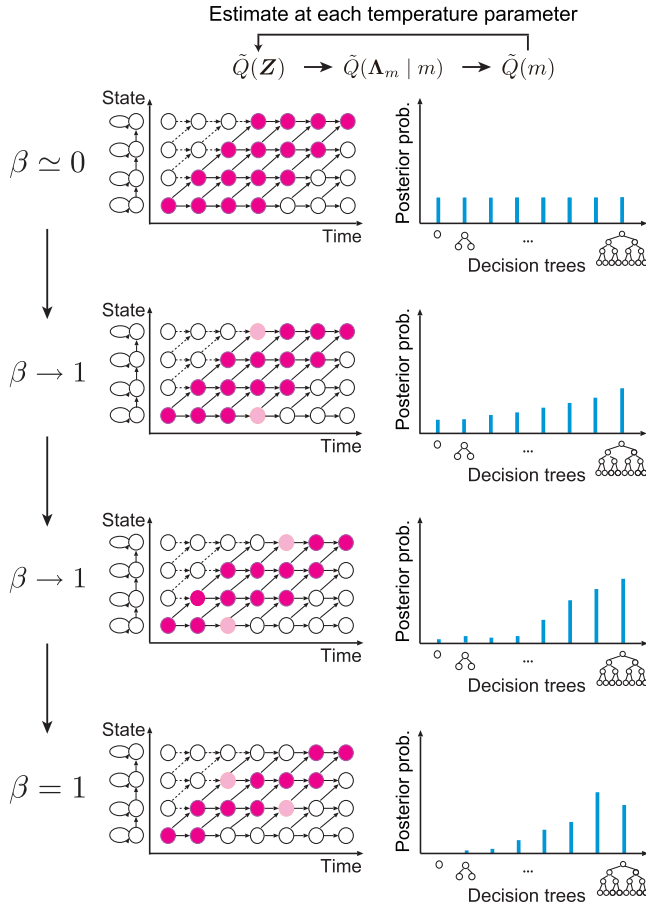 Estimate at each temperature parameter
Q̃(Z) → Q̃(Λm | m) → Q̃(m)
State
Posterior prob.
β ≃ 0
Time
...
Decision trees
State
Posterior prob.
β → 1
Time
...
Decision trees
State
Posterior prob.
β → 1
Time
...
Decision trees
State
Posterior prob.
β = 1
Time
...
Decision trees